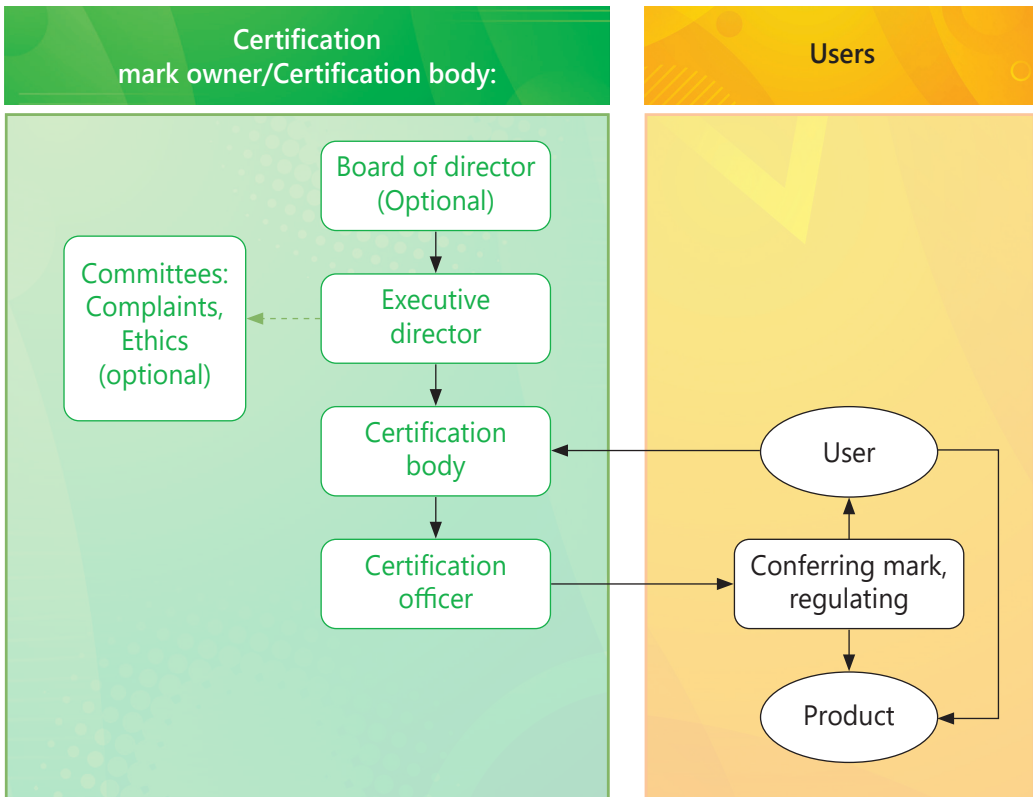 Certification
mark owner/Certification body:
Users
Board of director
(Optional)
Committees:
Complaints,
Ethics
(optional)
Executive
director
Certification
body
User
Certification
officer
Conferring mark,
regulating
Product